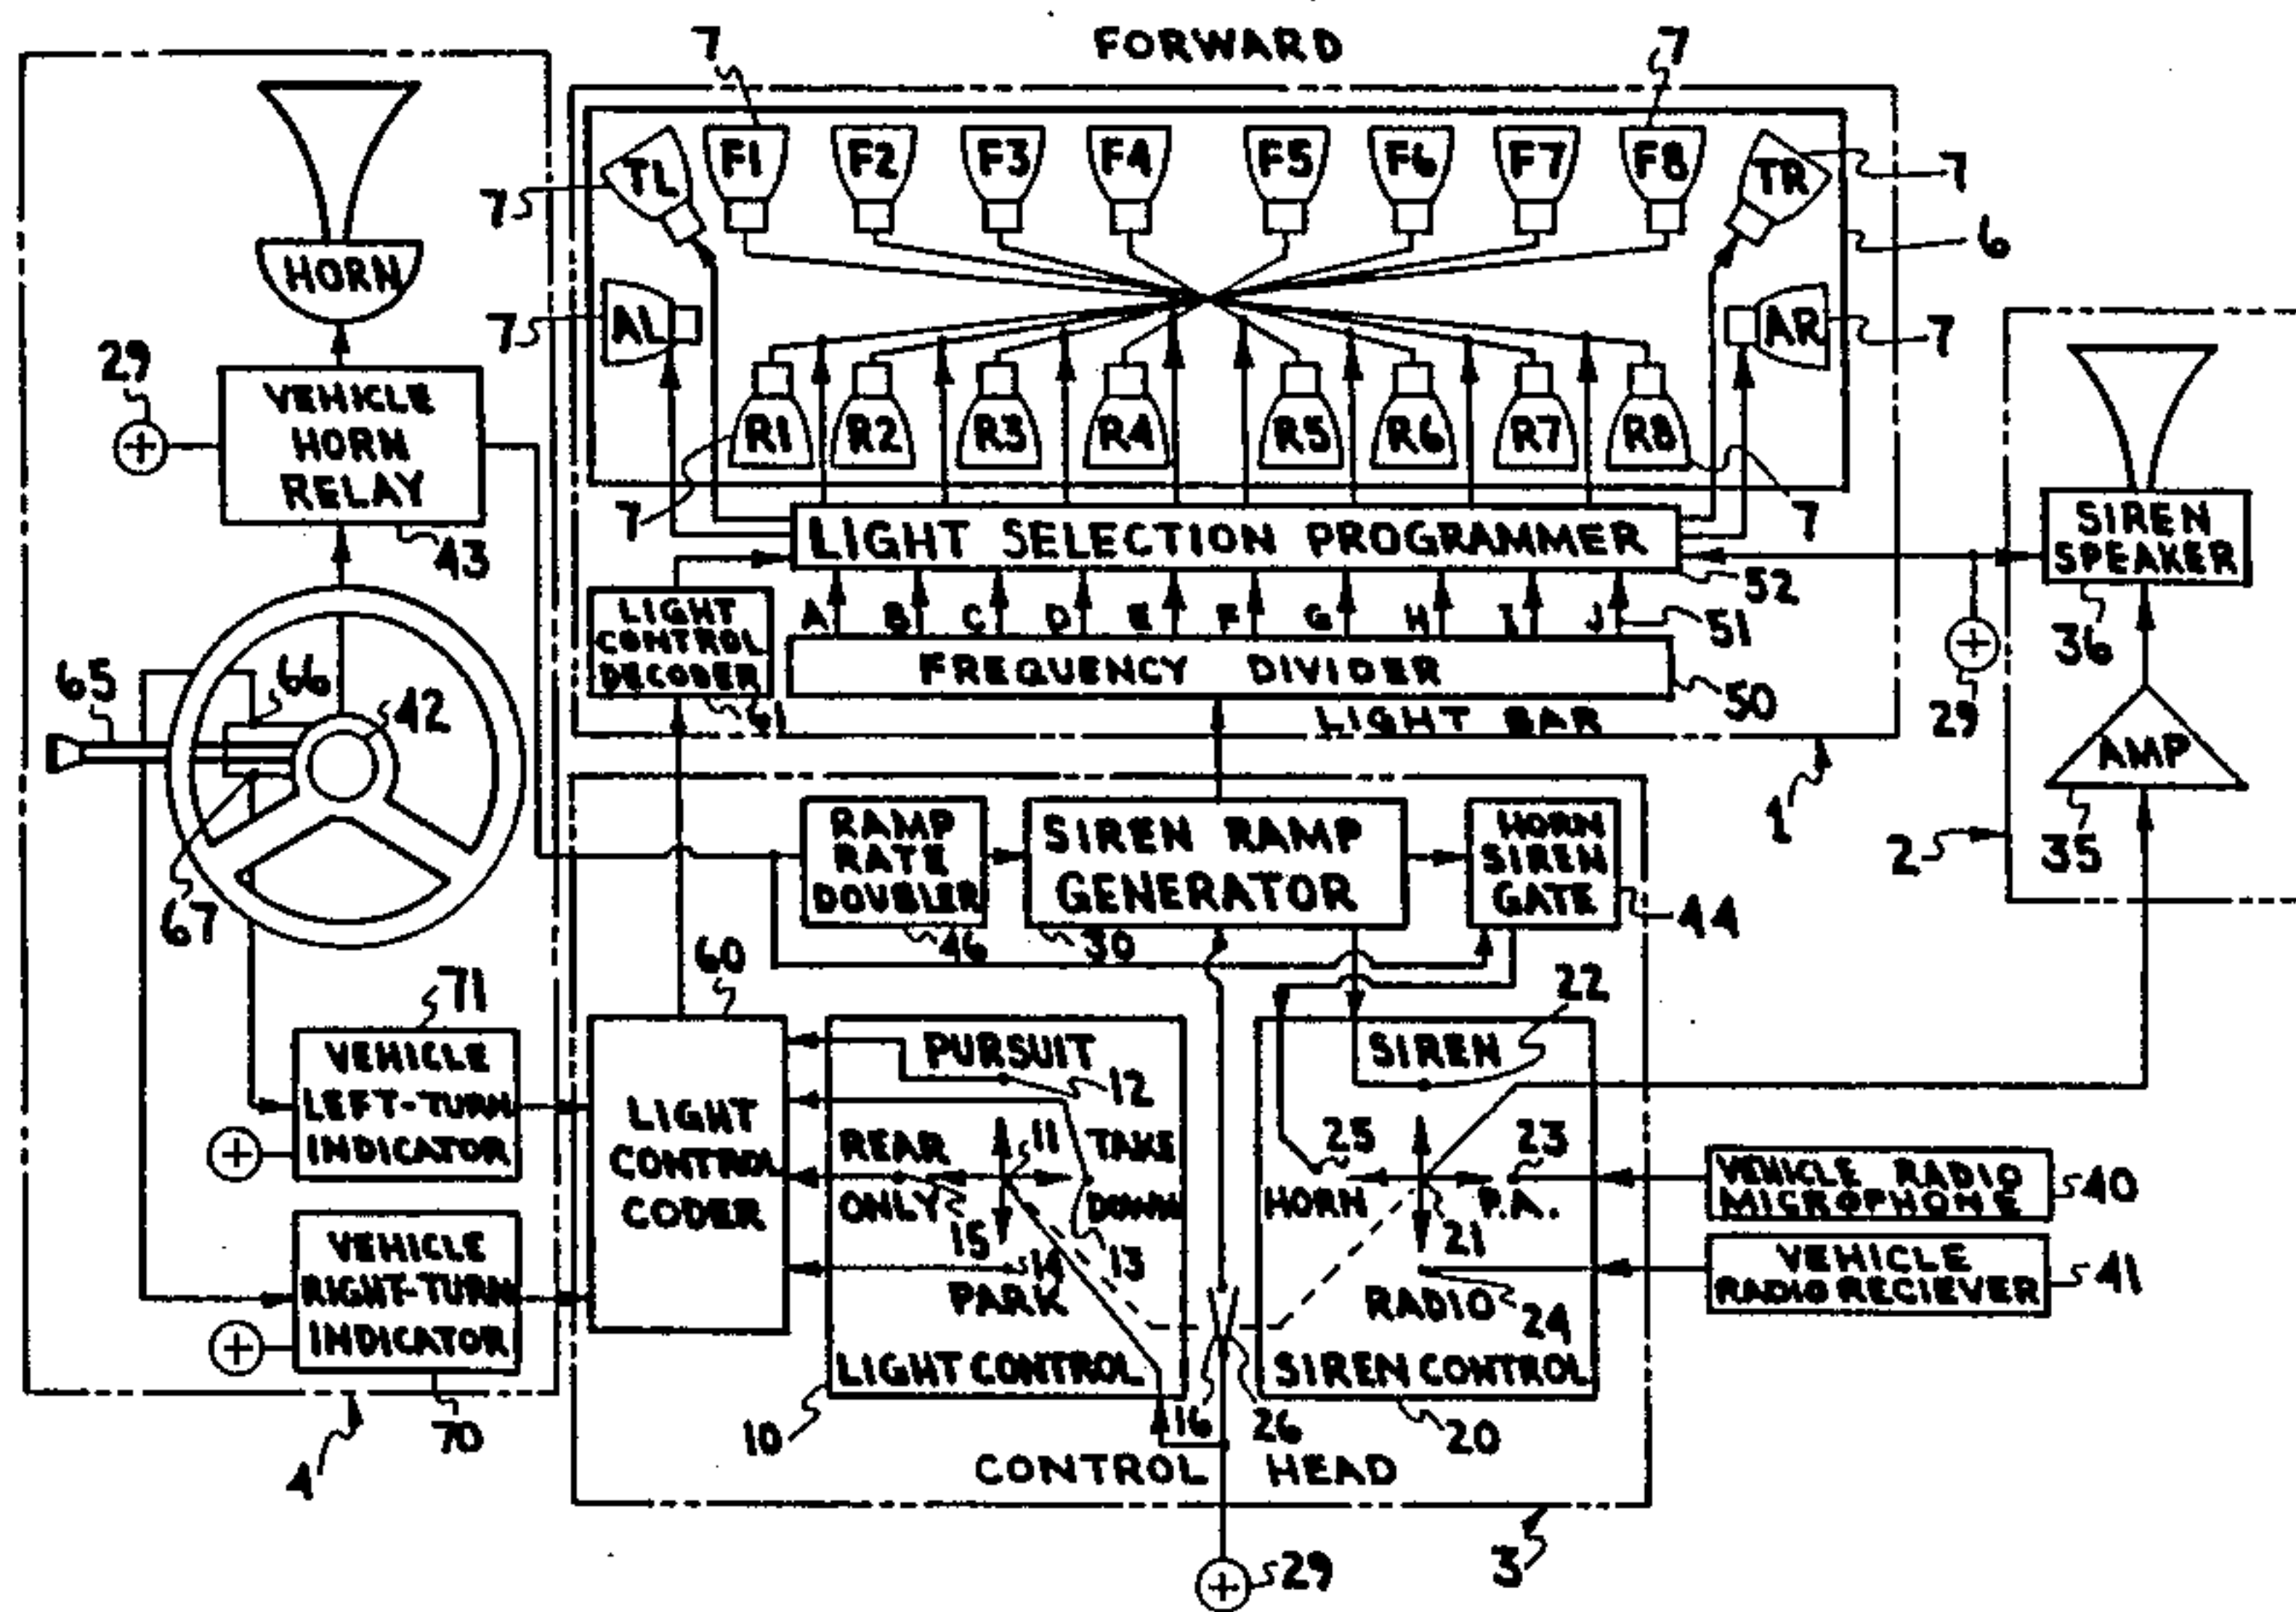 FORWARD
7
7
TL
F1
F2
F3
F4
F5
F6
F7
F8
TR
7
7
6
HORN
AL
7
AR
7
29
VEHICLE
HORN
RELAY
43
R1
R2
R3
R4
R5
R6
R7
R8
7
7
LIGHT SELECTION PROGRAMMER
52
SIREN
SPEAKER
36
29
LIGHT
CONTROL
DECODER
61
A B C D E F G H I J
51
FREQUENCY DIVIDER
50
LIGHT BAR
1
65
66
42
67
AMP
35
2
RAMP
RATE
DOUBLER
46
SIREN RAMP
GENERATOR
30
HORN
SIREN
GATE
44
60
22
71
VEHICLE
LEFT-TURN
INDICATOR
VEHICLE
RIGHT-TURN
INDICATOR
70
4
LIGHT
CONTROL
CODER
PURSUIT
12
REAR
ONLY
11
TAKE
DOWN
15
14
13
PARK
LIGHT CONTROL
10
16
26
SIREN
25
23
HORN
P.A.
21
RADIO
24
SIREN CONTROL
20
VEHICLE RADIO
MICROPHONE
40
VEHICLE
RADIO RECIEVER
41
CONTROL HEAD
3
29